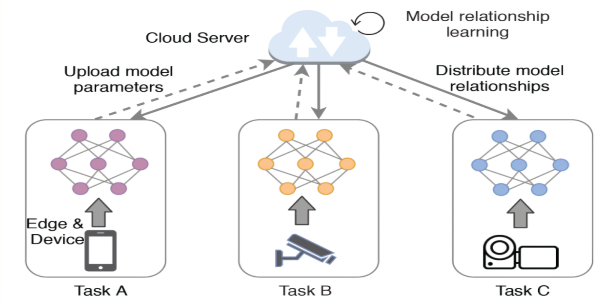 Model relationship
learning
Cloud Server
Upload model
parameters
Distribute model
relationships
Edge &
Device
Task A
Task B
Task C